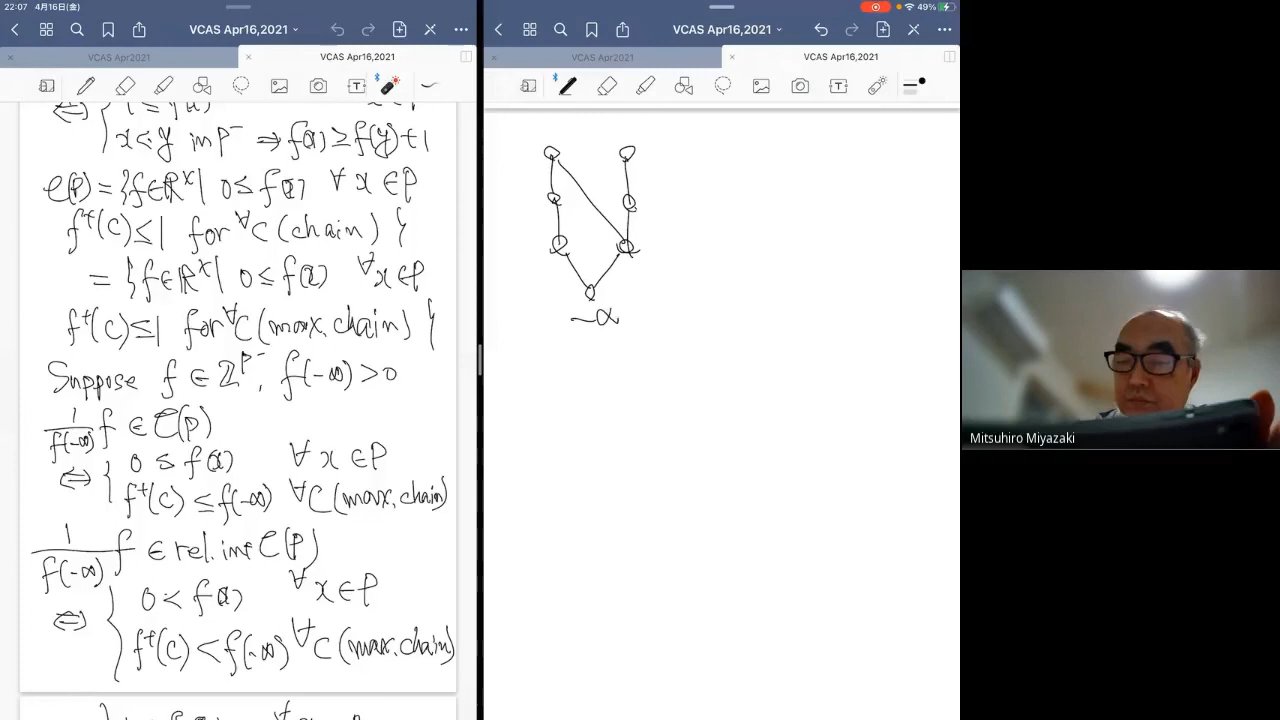 22:07 4月16日(金)
49%
VCAS Apr16,2021
VCAS Apr16,2021
VCAS Apr2021
VCAS Apr16,2021
VCAS Apr2021
VCAS Apr16,2021
x <· y in P⁻ ⇒ f(x) ≥ f(y)+1
C(P) = {f∈ℝ^X | 0 ≤ f(x) ∀x∈P
f⁺(C) ≤ 1 for ∀C (chain) }
= {f∈ℝ^X | 0 ≤ f(x) ∀x∈P
f⁺(C) ≤ 1 for ∀C (max. chain) }
Suppose f ∈ ℤ^P⁻, f(-∞) > 0
1/f(-∞) f ∈ C(P)
⇔ { 0 ≤ f(x) ∀x∈P
f⁺(C) ≤ f(-∞) ∀C (max. chain)
1/f(-∞) f ∈ rel.int C(P)
⇔ { 0 < f(x) ∀x∈P
f⁺(C) < f(-∞) ∀C (max. chain)
-∞
Mitsuhiro Miyazaki